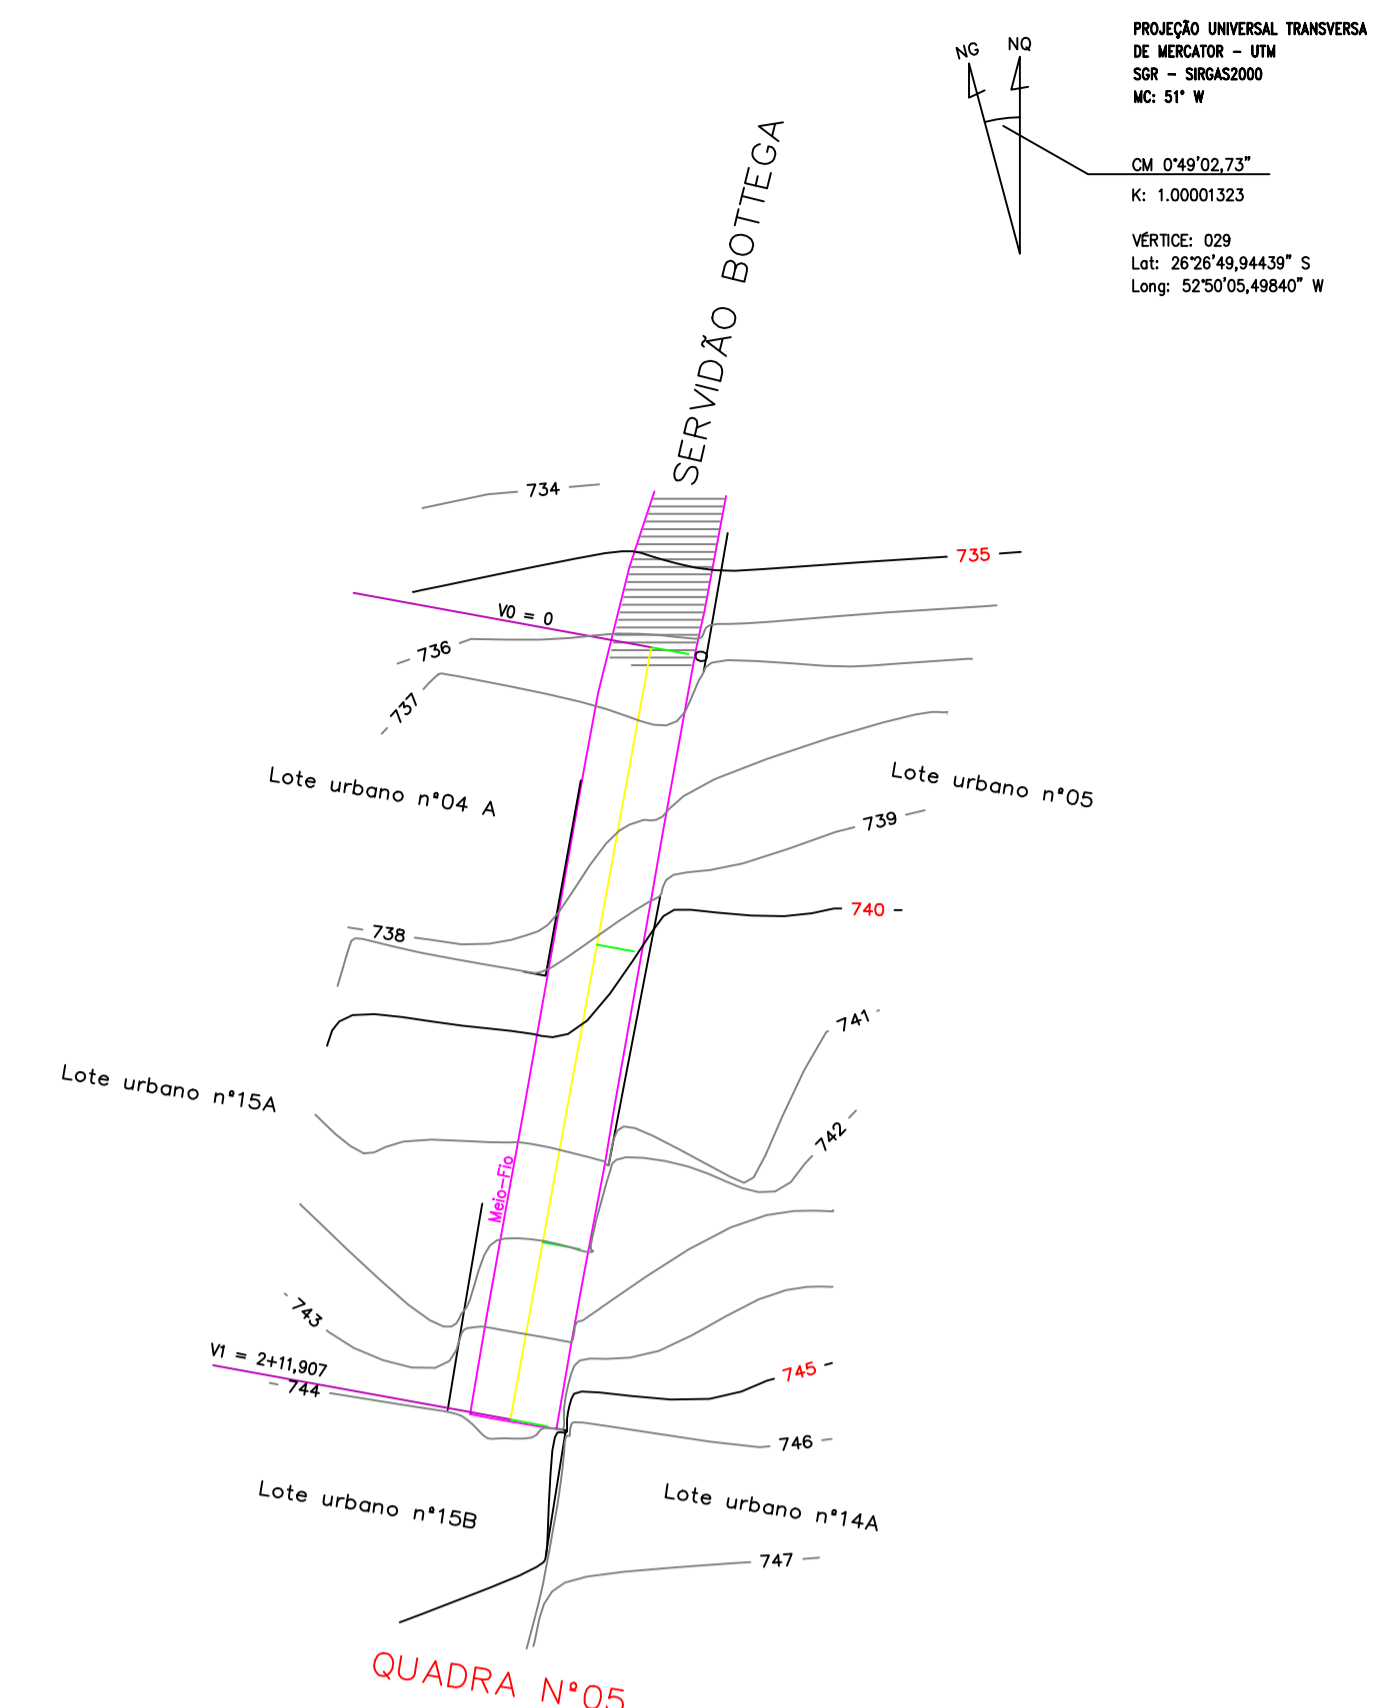 PROJEÇÃO UNIVERSAL TRANSVERSA
DE MERCATOR - UTM
SGR - SIRGAS2000
MC: 51° W
NG
NQ
CM 0°49'02,73"
K: 1.00001323
VÉRTICE: 029
Lat: 26°26'49,94439" S
Long: 52°50'05,49840" W
SERVIDÃO BOTTEGA
734
735
V0 = 0
736
737
Lote urbano n°04 A
Lote urbano n°05
739
740
738
741
Lote urbano n°15A
742
Meio-Fio
743
V1 = 2+11,907
744
745
746
Lote urbano n°15B
Lote urbano n°14A
747
QUADRA N°05